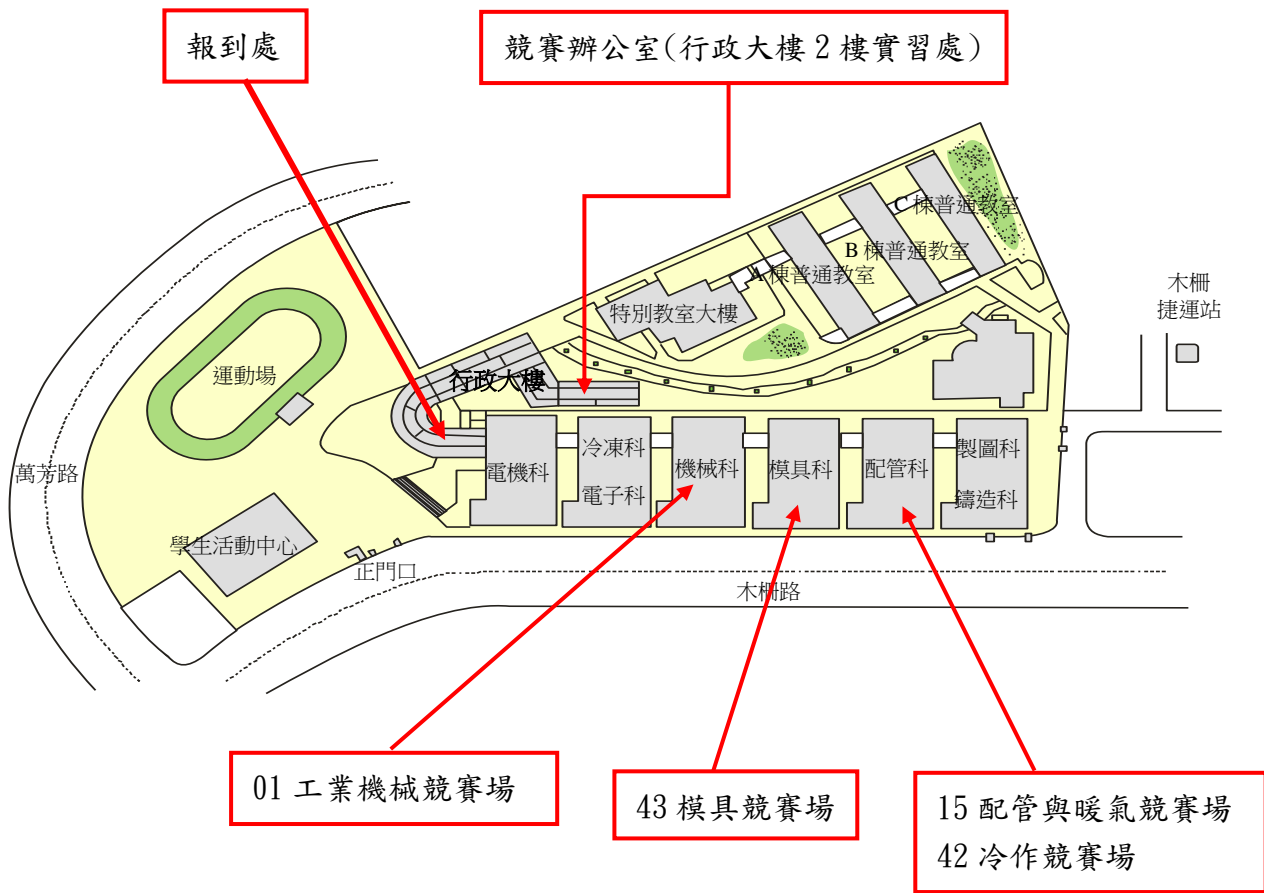 報到處
競賽辦公室(行政大樓 2 樓實習處)
C 棟普通教室
B 棟普通教室
A 棟普通教室
木柵
捷運站
特別教室大樓
運動場
行政大樓
萬芳路
電機科
冷凍科
電子科
機械科
模具科
配管科
製圖科
鑄造科
學生活動中心
正門口
木柵路
01 工業機械競賽場
43 模具競賽場
15 配管與暖氣競賽場
42 冷作競賽場